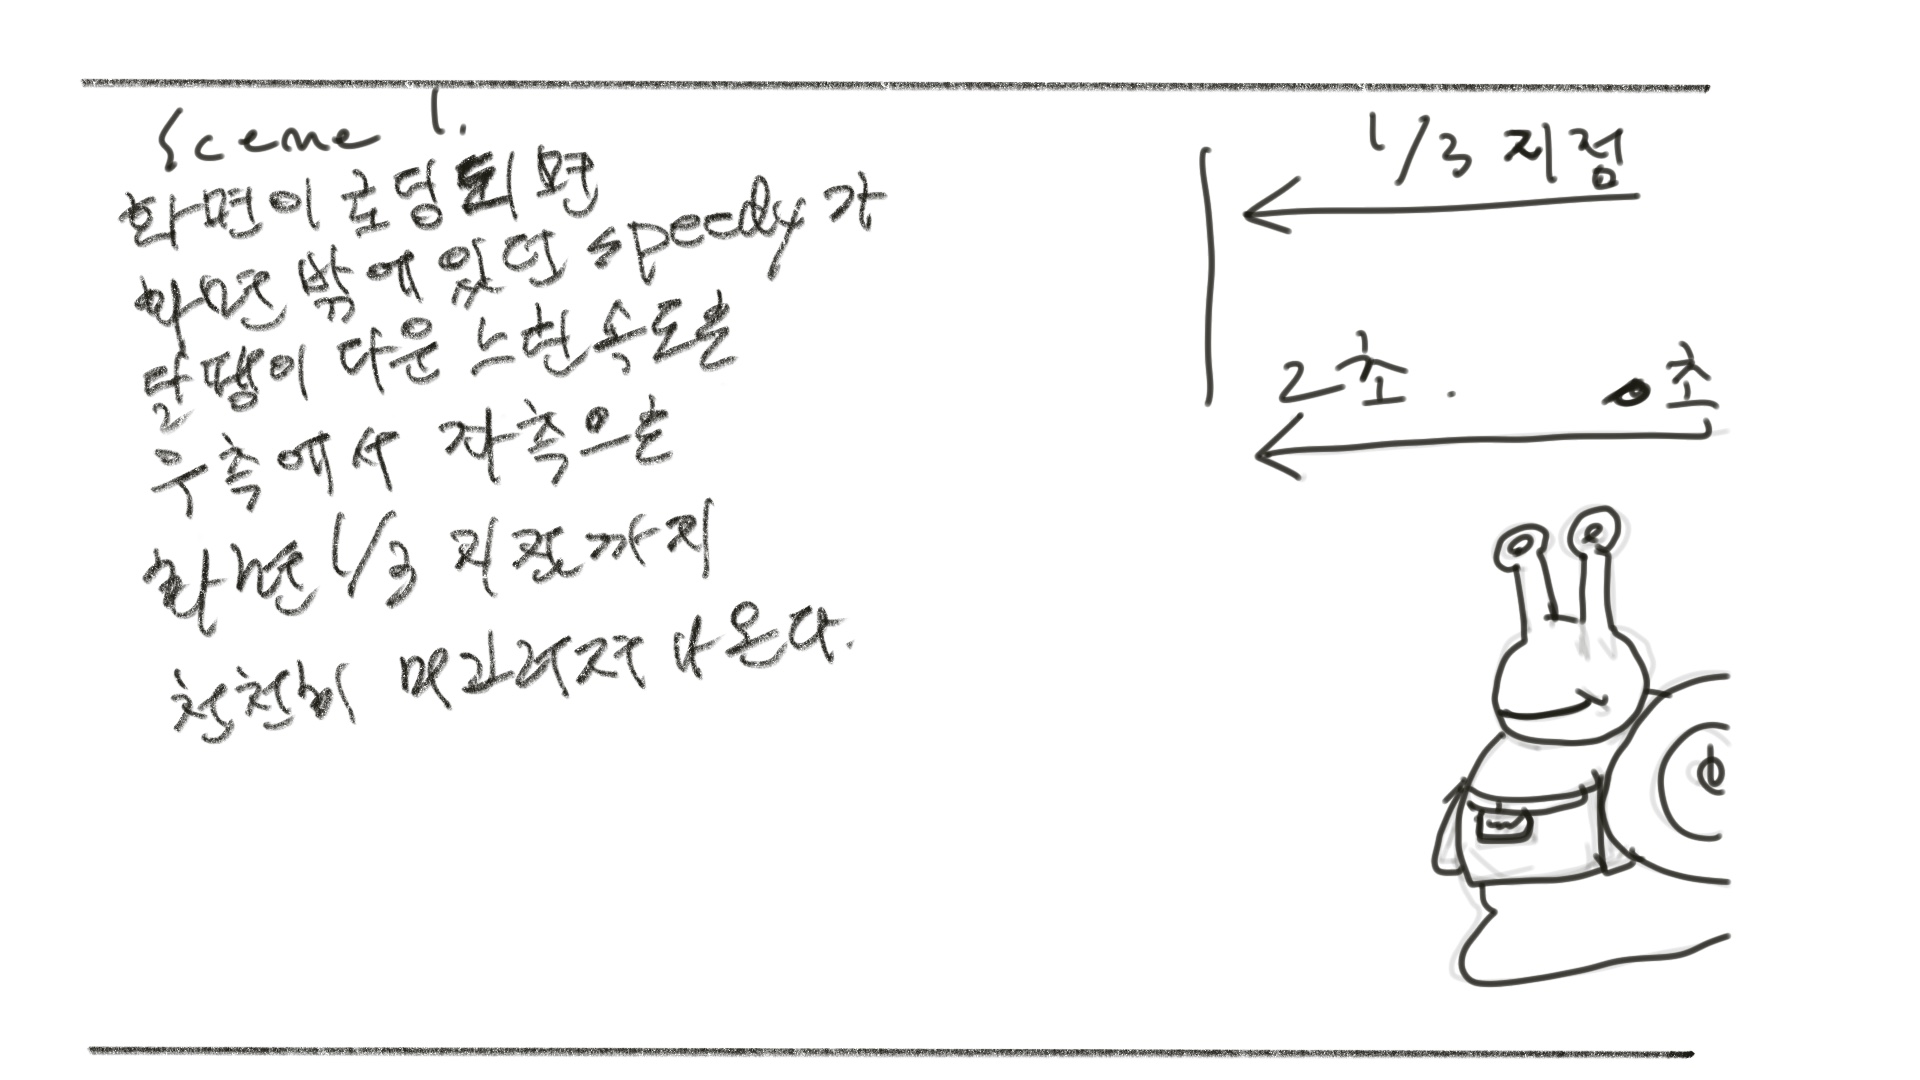 Scene 1.
화면이 로딩되면
화면 밖에 있던 speedy가
달팽이 다운 느린 속도로
우측에서 좌측으로
화면 1/3 지점까지
천천히 미끄러져 나온다.
1/3 지점
2초. 0초